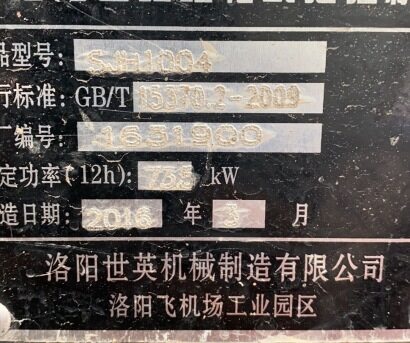 品型号: SJH1004
行标准: GB/T 15370.2-2009
厂编号: 1631900
定功率(12h): 73.5 kW
造日期: 2016 年 3 月
洛阳世英机械制造有限公司
洛阳飞机场工业园区